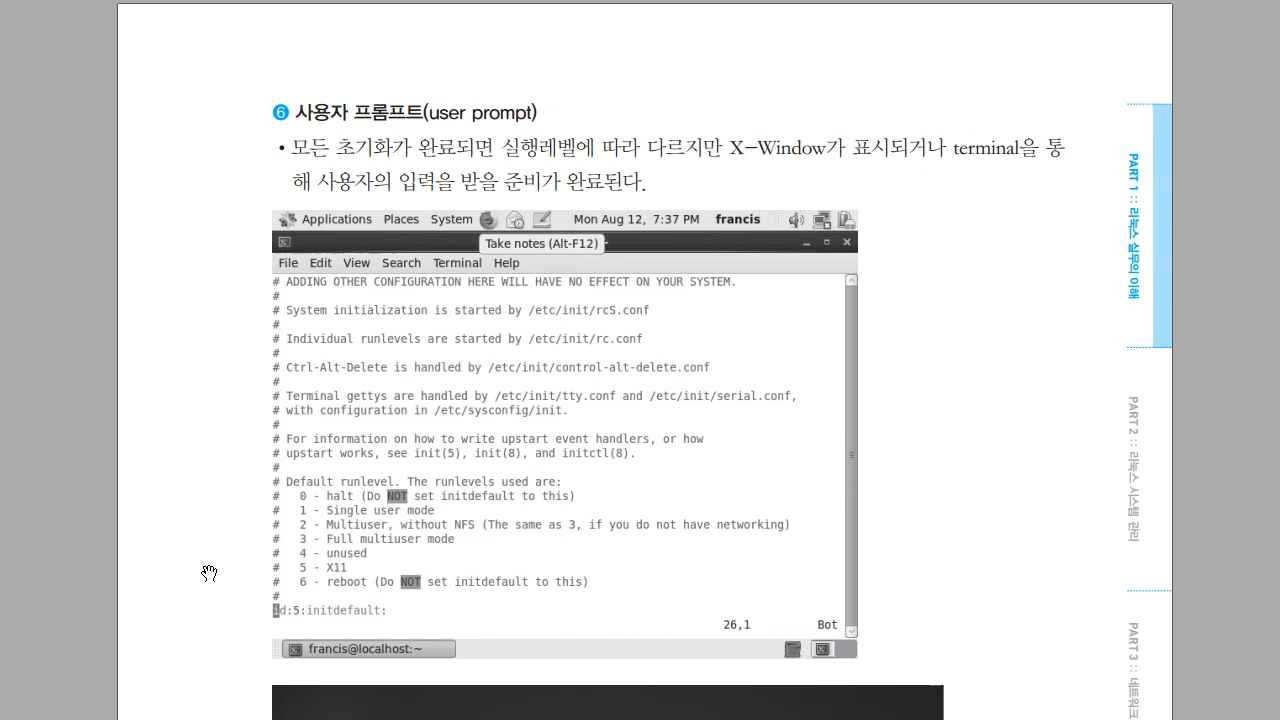 ❻ 사용자 프롬프트(user prompt)
• 모든 초기화가 완료되면 실행레벨에 따라 다르지만 X-Window가 표시되거나 terminal을 통
해 사용자의 입력을 받을 준비가 완료된다.
Applications Places System Mon Aug 12, 7:37 PM francis
Take notes (Alt-F12)
File Edit View Search Terminal Help
# ADDING OTHER CONFIGURATION HERE WILL HAVE NO EFFECT ON YOUR SYSTEM.
#
# System initialization is started by /etc/init/rcS.conf
#
# Individual runlevels are started by /etc/init/rc.conf
#
# Ctrl-Alt-Delete is handled by /etc/init/control-alt-delete.conf
#
# Terminal gettys are handled by /etc/init/tty.conf and /etc/init/serial.conf,
# with configuration in /etc/sysconfig/init.
#
# For information on how to write upstart event handlers, or how
# upstart works, see init(5), init(8), and initctl(8).
#
# Default runlevel. The runlevels used are:
#   0 - halt (Do NOT set initdefault to this)
#   1 - Single user mode
#   2 - Multiuser, without NFS (The same as 3, if you do not have networking)
#   3 - Full multiuser mode
#   4 - unused
#   5 - X11
#   6 - reboot (Do NOT set initdefault to this)
#
id:5:initdefault:
26,1 Bot
francis@localhost:~
PART 1 :: 리눅스 실무의 이해
PART 2 :: 리눅스 시스템 관리
PART 3 :: 네트워크